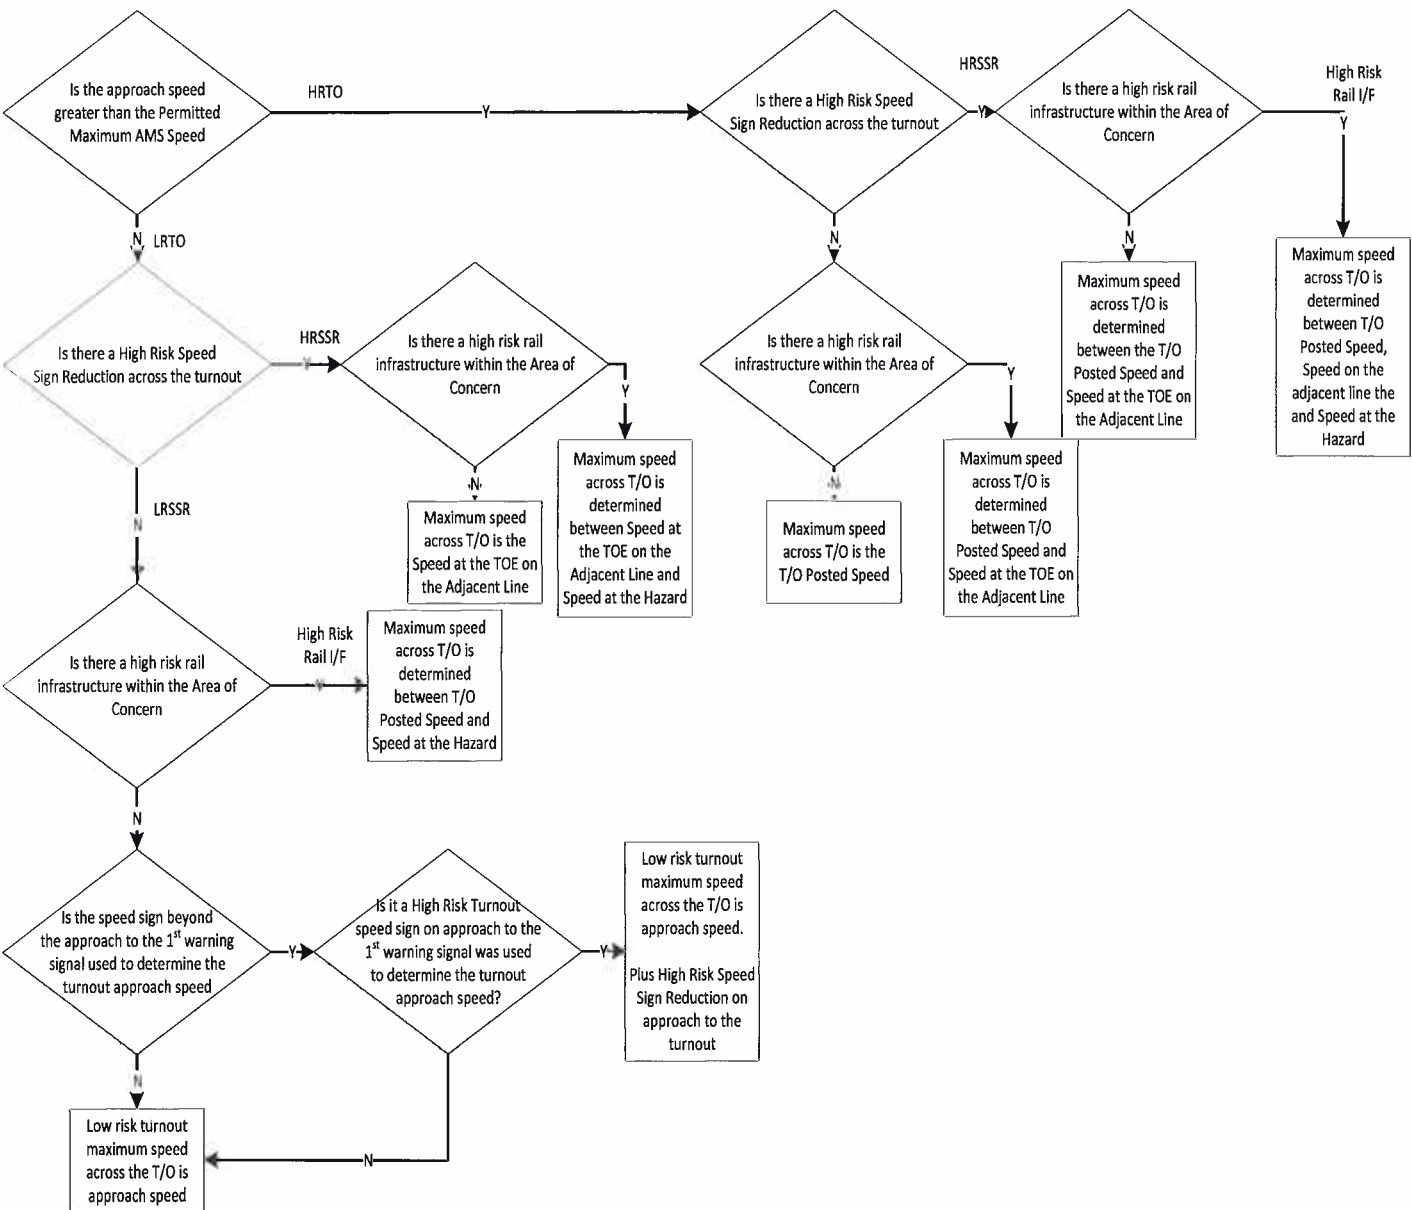 Is the approach speed
greater than the Permitted
Maximum AMS Speed
HRTO
Y
Is there a High Risk Speed
Sign Reduction across the turnout
HRSSR
Y
Is there a high risk rail
infrastructure within the Area of
Concern
High Risk
Rail I/F
Y
Maximum speed
across T/O is
determined
between T/O
Posted Speed,
Speed on the
adjacent line the
and Speed at the
Hazard
N
Maximum speed
across T/O is
determined
between the T/O
Posted Speed and
Speed at the TOE on
the Adjacent Line
N
Is there a high risk rail
infrastructure within the Area of
Concern
Y
Maximum speed
across T/O is
determined
between T/O
Posted Speed and
Speed at the TOE on
the Adjacent Line
N
Maximum speed
across T/O is the
T/O Posted Speed
N
LRTO
Is there a High Risk Speed
Sign Reduction across the turnout
HRSSR
Y
Is there a high risk rail
infrastructure within the Area of
Concern
Y
Maximum speed
across T/O is
determined
between Speed at
the TOE on the
Adjacent Line and
Speed at the Hazard
N
Maximum speed
across T/O is the
Speed at the TOE on
the Adjacent Line
LRSSR
N
Is there a high risk rail
infrastructure within the Area of
Concern
High Risk
Rail I/F
Y
Maximum speed
across T/O is
determined
between T/O
Posted Speed and
Speed at the Hazard
N
Is the speed sign beyond
the approach to the 1st warning
signal used to determine the
turnout approach speed
Y
Is it a High Risk Turnout
speed sign on approach to the
1st warning signal was used
to determine the turnout
approach speed?
Y
Low risk turnout
maximum speed
across the T/O is
approach speed.
Plus High Risk Speed
Sign Reduction on
approach to the
turnout
N
N
Low risk turnout
maximum speed
across the T/O is
approach speed